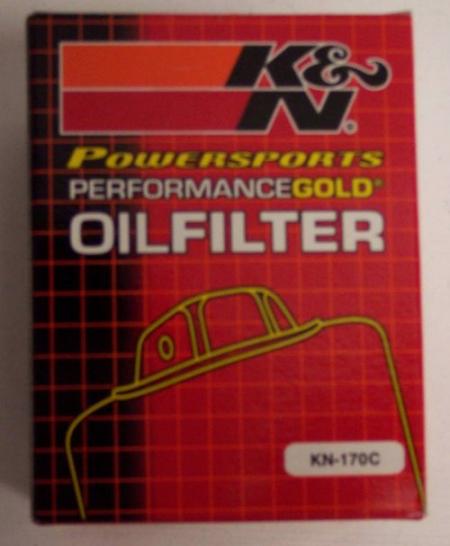 K&N®
POWERSPORTS
PERFORMANCEGOLD®
OILFILTER
KN-170C